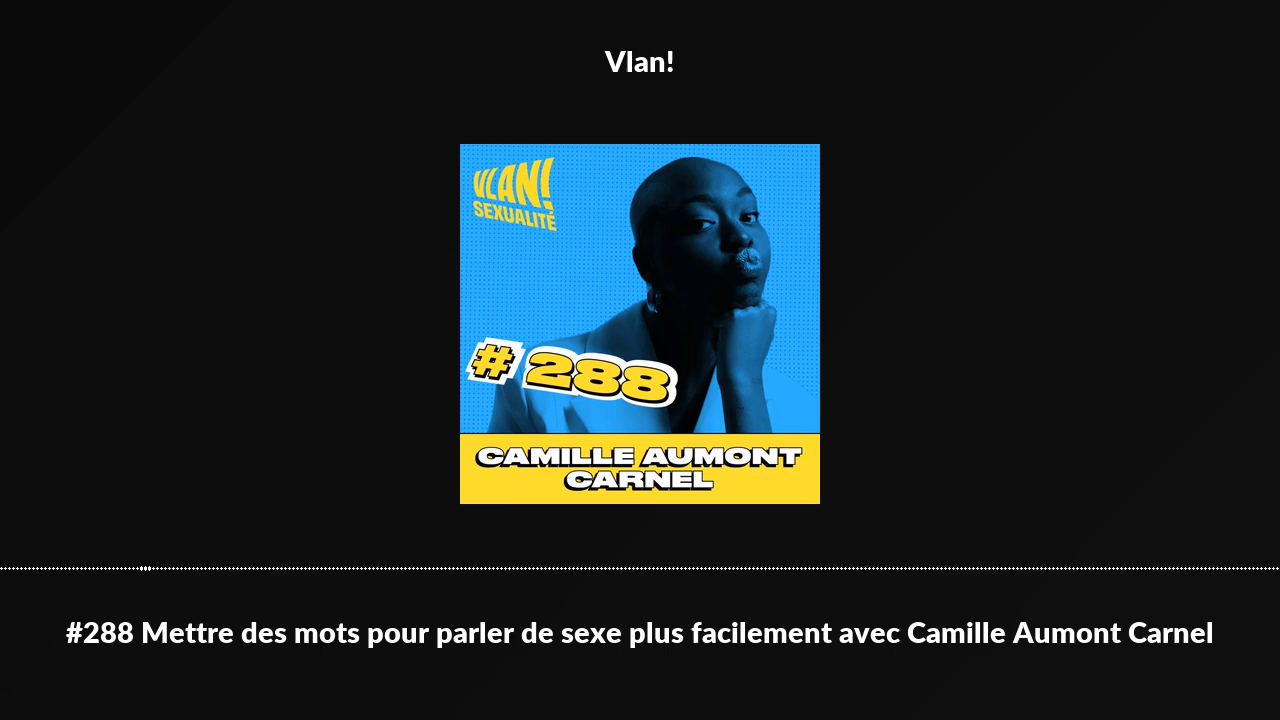 Vlan!
VLAN!
SEXUALITÉ
# 288
CAMILLE AUMONT
CARNEL
#288 Mettre des mots pour parler de sexe plus facilement avec Camille Aumont Carnel